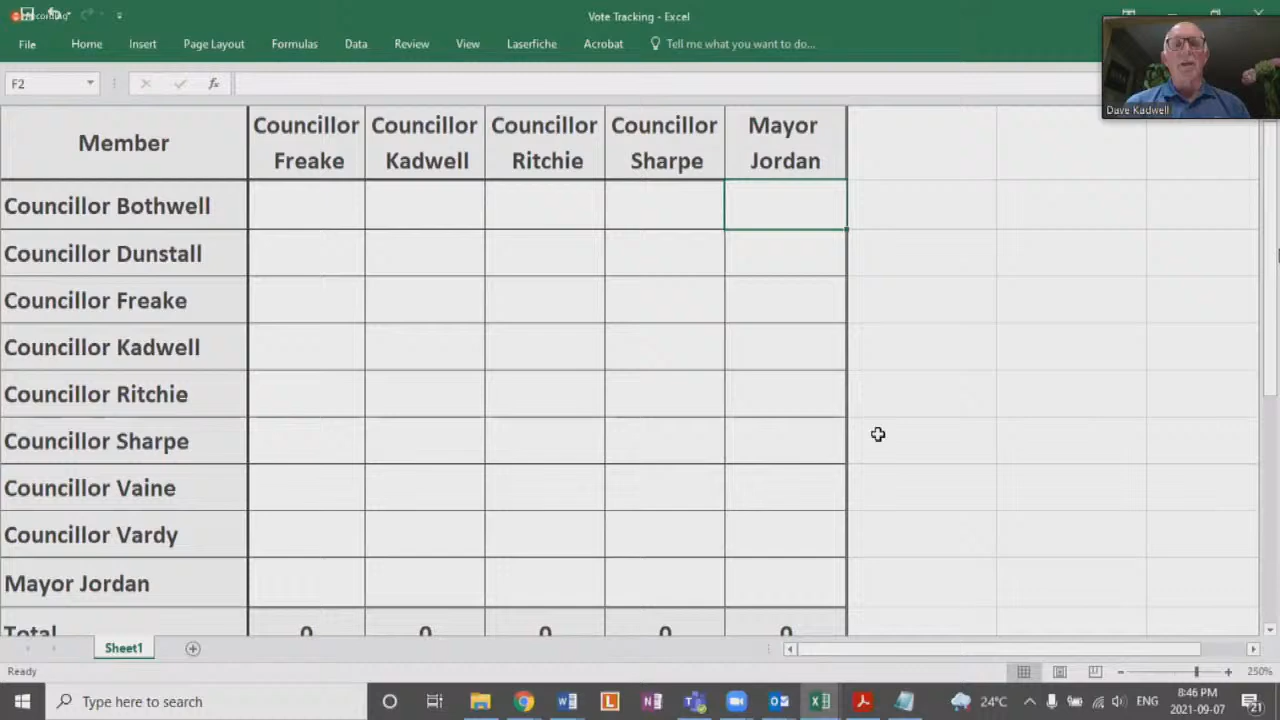 Recording
Vote Tracking - Excel
File Home Insert Page Layout Formulas Data Review View Laserfiche Acrobat Tell me what you want to do...
F2 fx
Dave Kadwell
Member
Councillor Freake
Councillor Kadwell
Councillor Ritchie
Councillor Sharpe
Mayor Jordan
Councillor Bothwell
Councillor Dunstall
Councillor Freake
Councillor Kadwell
Councillor Ritchie
Councillor Sharpe
Councillor Vaine
Councillor Vardy
Mayor Jordan
Total 0 0 0 0 0
Sheet1
Ready 250%
Type here to search 24°C ENG 8:46 PM
2021-09-07 21